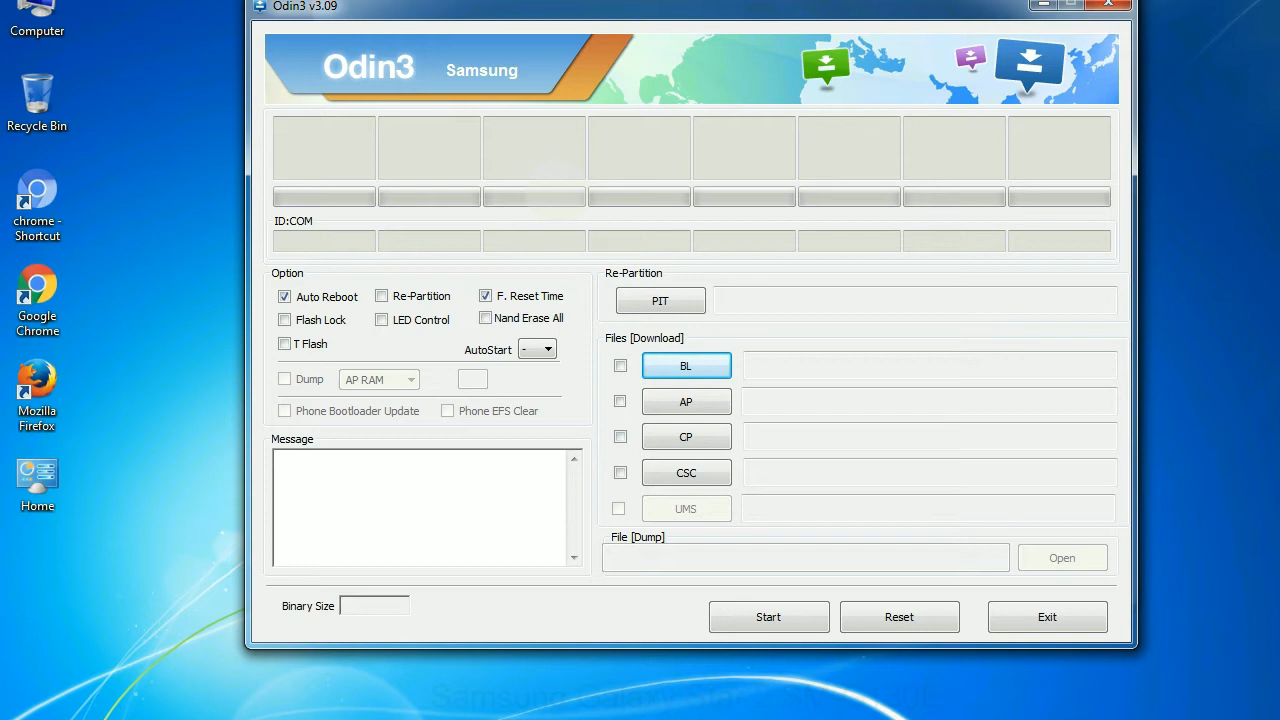 Odin3 v3.09
Computer
Recycle Bin
chrome -
Shortcut
Google
Chrome
Mozilla
Firefox
Home
Odin3 Samsung
ID:COM
Option
Auto Reboot Re-Partition F. Reset Time
Flash Lock LED Control Nand Erase All
T Flash AutoStart -
Dump AP RAM
Phone Bootloader Update Phone EFS Clear
Message
Re-Partition
PIT
Files [Download]
BL
AP
CP
CSC
UMS
File [Dump]
Open
Binary Size
Start Reset Exit
Samsung Galaxy Star